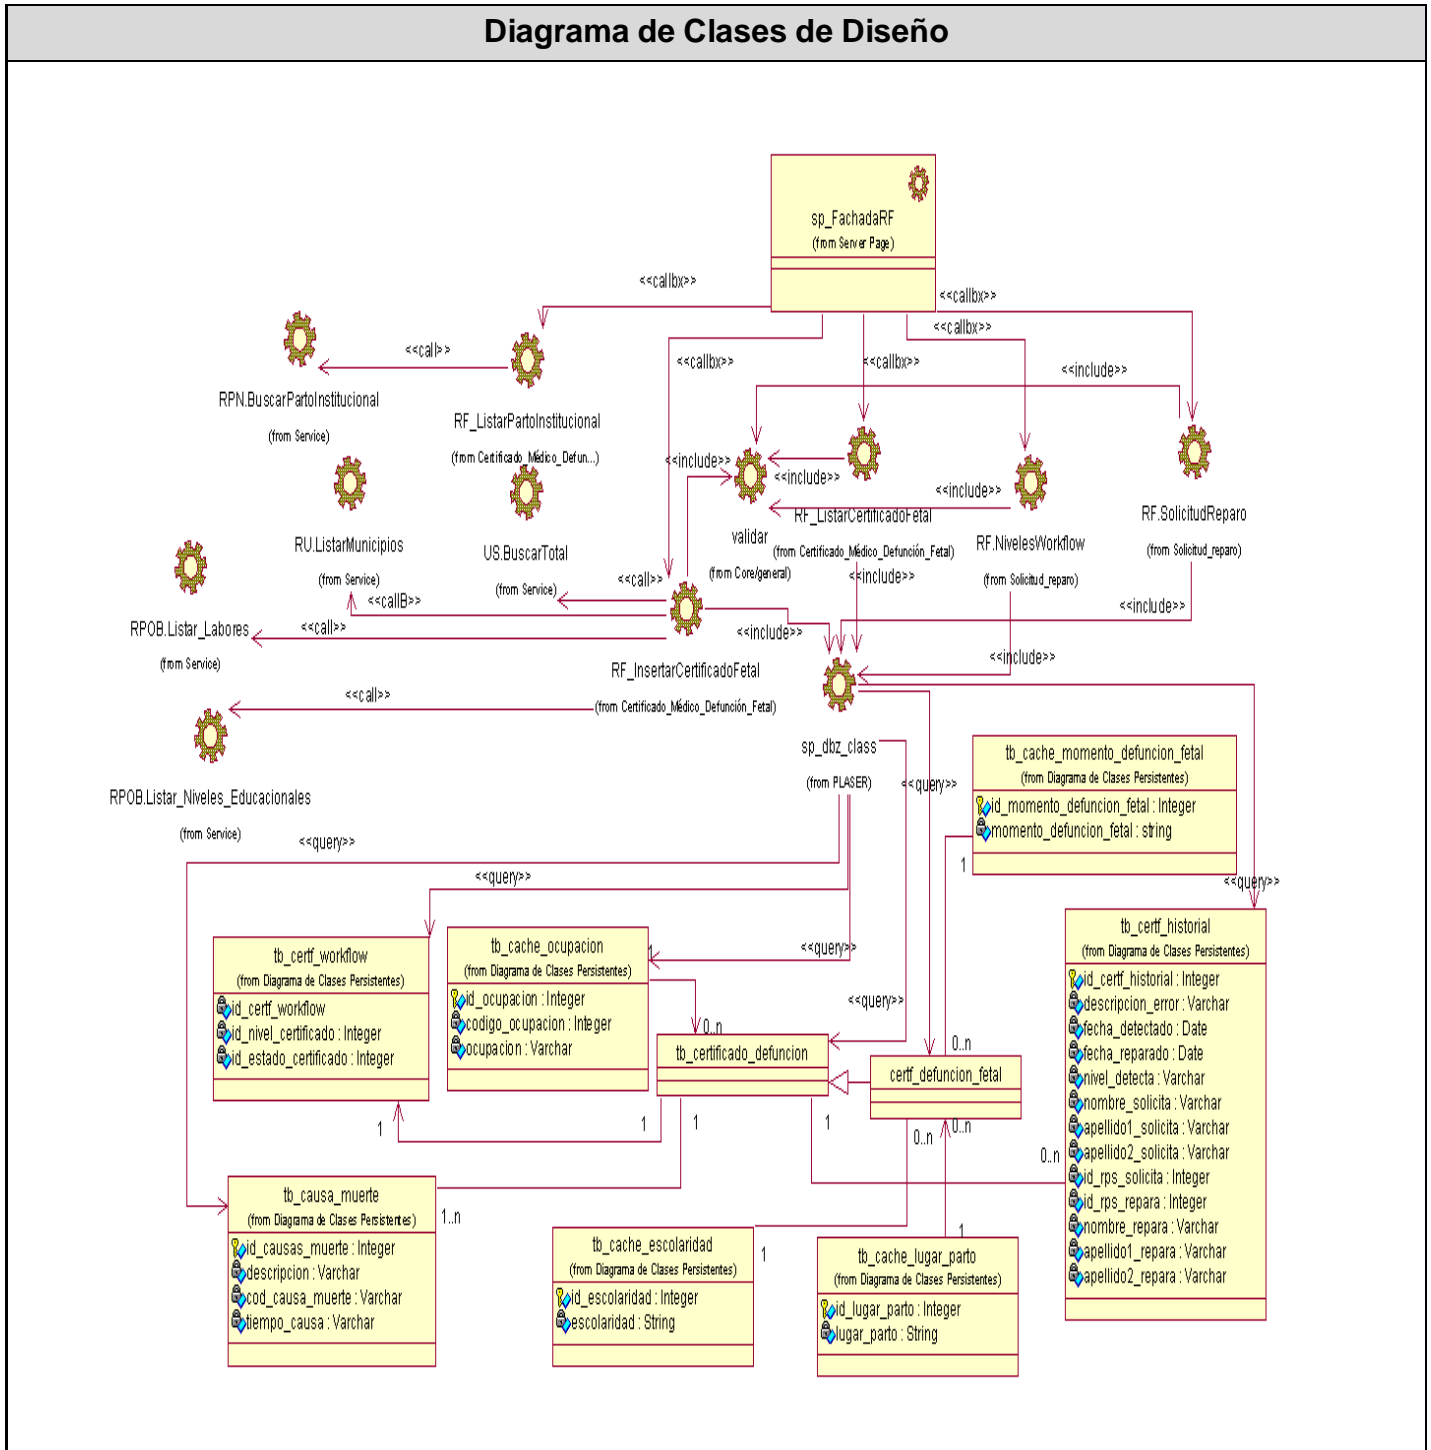 Diagrama de Clases de Diseño
sp_FachadaRF
(from Server Page)
<<callbx>>
<<callbx>>
<<callbx>>
<<call>>
<<callbx>>
<<callbx>>
<<include>>
RPN.BuscarPartoInstitucional
(from Service)
RF_ListarPartoInstitucional
(from Certificado_Médico_Defun...)
<<include>>
<<include>>
<<include>>
RF_ListarCertificadoFetal
(from Certificado_Médico_Defunción_Fetal)
RF.SolicitudReparo
(from Solicitud_reparo)
validar
(from Core/general)
RF.NivelesWorkflow
(from Solicitud_reparo)
RU.ListarMunicipios
(from Service)
US.BuscarTotal
(from Service)
<<call>>
<<callB>>
<<call>>
<<include>>
<<include>>
<<include>>
<<include>>
RPOB.Listar_Labores
(from Service)
RF_InsertarCertificadoFetal
(from Certificado_Médico_Defunción_Fetal)
<<call>>
RPOB.Listar_Niveles_Educacionales
(from Service)
sp_dbz_class
(from PLASER)
<<query>>
<<query>>
<<query>>
<<query>>
<<query>>
<<query>>
tb_cache_momento_defuncion_fetal
(from Diagrama de Clases Persistentes)
id_momento_defuncion_fetal : Integer
momento_defuncion_fetal : string
1
tb_certf_workflow
(from Diagrama de Clases Persistentes)
id_certf_workflow
id_nivel_certificado : Integer
id_estado_certificado : Integer
tb_cache_ocupacion
(from Diagrama de Clases Persistentes)
id_ocupacion : Integer
codigo_ocupacion : Integer
ocupacion : Varchar
1
0..n
tb_certificado_defuncion
certf_defuncion_fetal
0..n
tb_certf_historial
(from Diagrama de Clases Persistentes)
id_certf_historial : Integer
descripcion_error : Varchar
fecha_detectado : Date
fecha_reparado : Date
nivel_detecta : Varchar
nombre_solicita : Varchar
apellido1_solicita : Varchar
apellido2_solicita : Varchar
id_rps_solicita : Integer
id_rps_repara : Integer
nombre_repara : Varchar
apellido1_repara : Varchar
apellido2_repara : Varchar
1
1
1
1
0..n
0..n
0..n
tb_causa_muerte
(from Diagrama de Clases Persistentes)
id_causas_muerte : Integer
descripcion : Varchar
cod_causa_muerte : Varchar
tiempo_causa : Varchar
1..n
tb_cache_escolaridad
(from Diagrama de Clases Persistentes)
id_escolaridad : Integer
escolaridad : String
1
1
tb_cache_lugar_parto
(from Diagrama de Clases Persistentes)
id_lugar_parto : Integer
lugar_parto : String